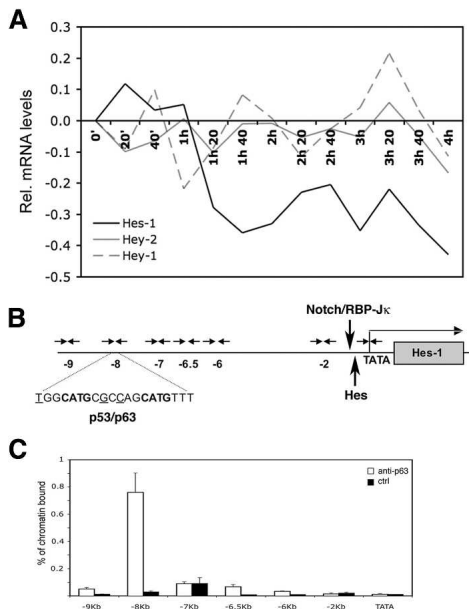 A
Rel. mRNA levels
0.3
0.2
0.1
0.0
-0.1
-0.2
-0.3
-0.4
-0.5
0'
20'
40'
1h
1h 20
1h 40
2h
2h 20
2h 40
3h
3h 20
3h 40
4h
Hes-1
Hey-2
Hey-1
B
Notch/RBP-Jκ
-9
-8
-7
-6.5
-6
-2
TATA
Hes-1
Hes
TGGCATGCGCCAGCATGTTT
p53/p63
C
% of chromatin bound
1
0.8
0.6
0.4
0.2
0
anti-p63
ctrl
-9Kb
-8Kb
-7Kb
-6.5Kb
-6Kb
-2Kb
TATA